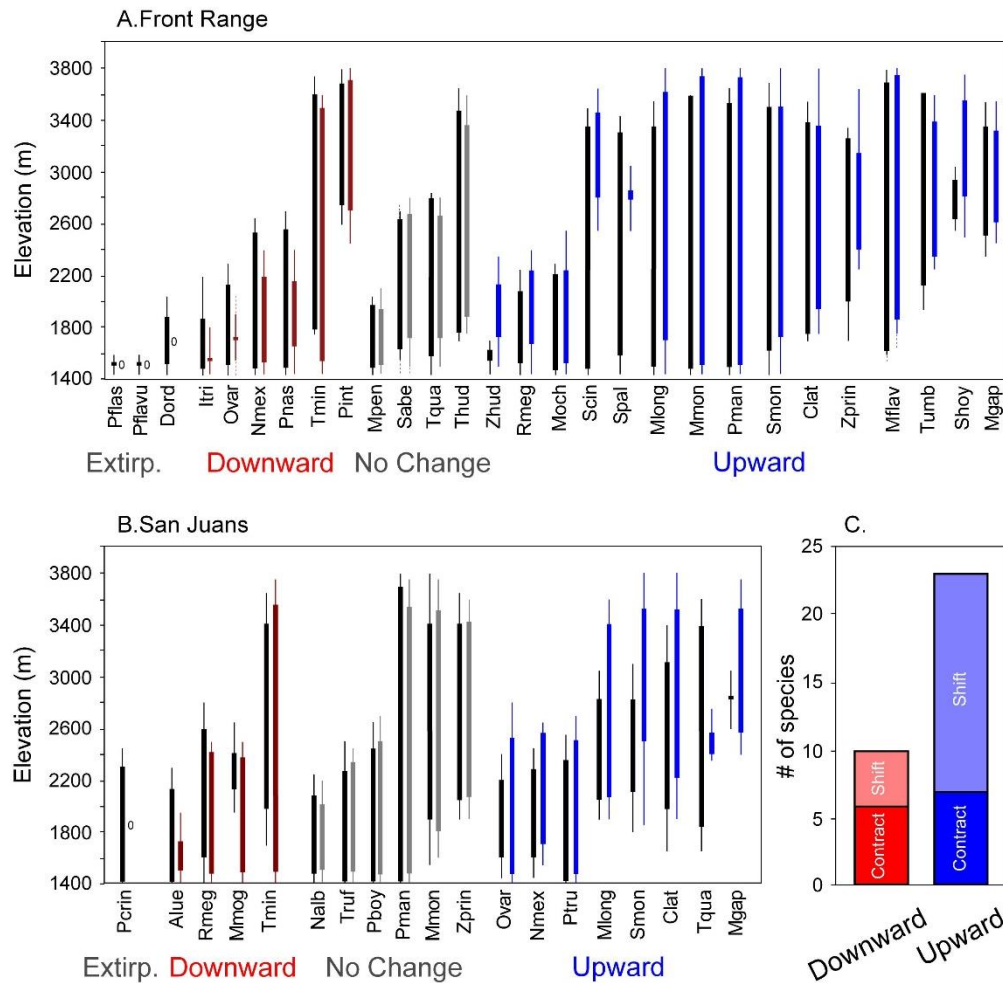 A.Front Range
Elevation (m)
3800
3400
3000
2600
2200
1800
1400
0
0
0
Pflas
Pflavu
Dord
Itri
Ovar
Nmex
Pnas
Tmin
Pint
Mpen
Sabe
Tqua
Thud
Zhud
Rmeg
Moch
Scin
Spal
Mlong
Mmon
Pman
Smon
Clat
Zprin
Mflav
Tumb
Shoy
Mgap
Extirp. Downward No Change Upward
B.San Juans
Elevation (m)
3800
3400
3000
2600
2200
1800
1400
0
Pcrin
Alue
Rmeg
Mmog
Tmin
Nalb
Truf
Pboy
Pman
Mmon
Zprin
Ovar
Nmex
Ptru
Mlong
Smon
Clat
Tqua
Mgap
Extirp. Downward No Change Upward
C.
# of species
25
20
15
10
5
0
Shift
Contract
Shift
Contract
Downward
Upward